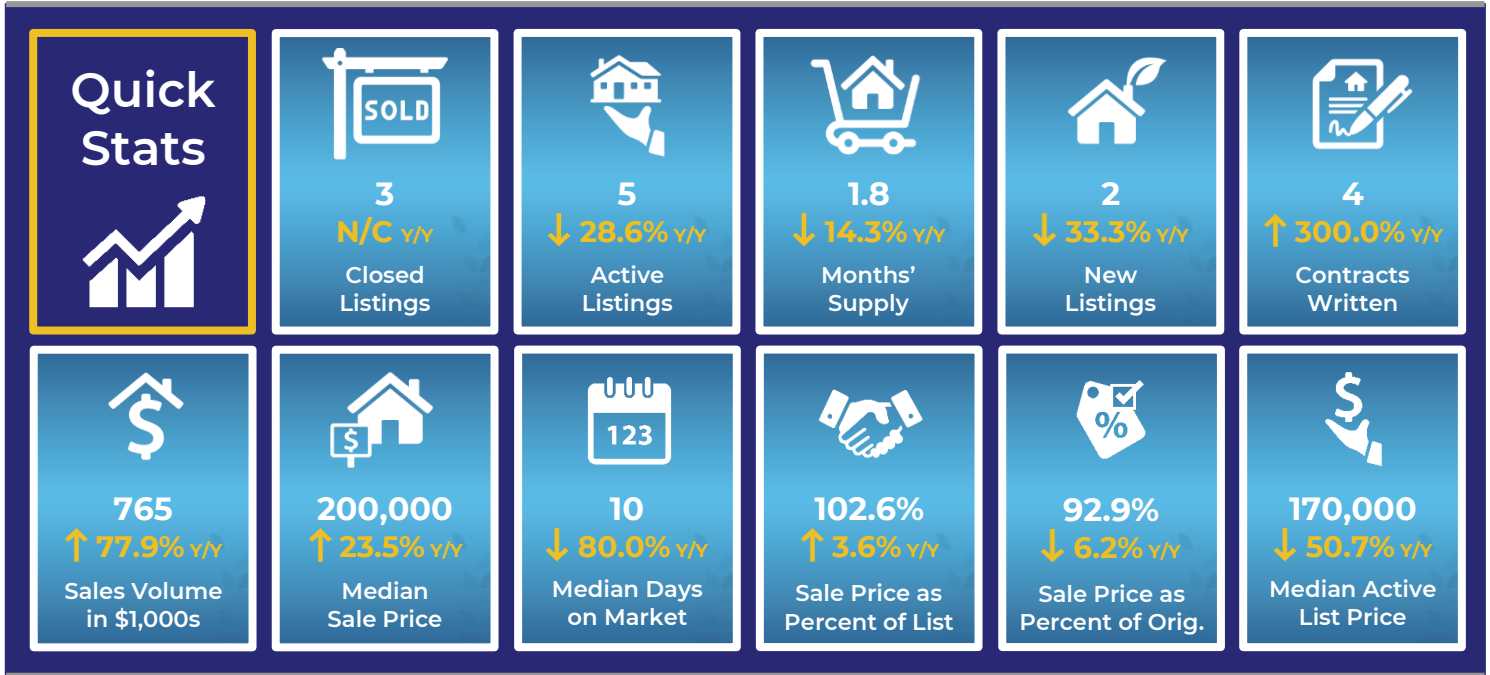 Quick
Stats
SOLD
3
N/C Y/Y
Closed
Listings
5
↓ 28.6% Y/Y
Active
Listings
1.8
↓ 14.3% Y/Y
Months’
Supply
2
↓ 33.3% Y/Y
New
Listings
4
↑ 300.0% Y/Y
Contracts
Written
$
765
↑ 77.9% Y/Y
Sales Volume
in $1,000s
$
200,000
↑ 23.5% Y/Y
Median
Sale Price
123
10
↓ 80.0% Y/Y
Median Days
on Market
102.6%
↑ 3.6% Y/Y
Sale Price as
Percent of List
%
92.9%
↓ 6.2% Y/Y
Sale Price as
Percent of Orig.
$
170,000
↓ 50.7% Y/Y
Median Active
List Price